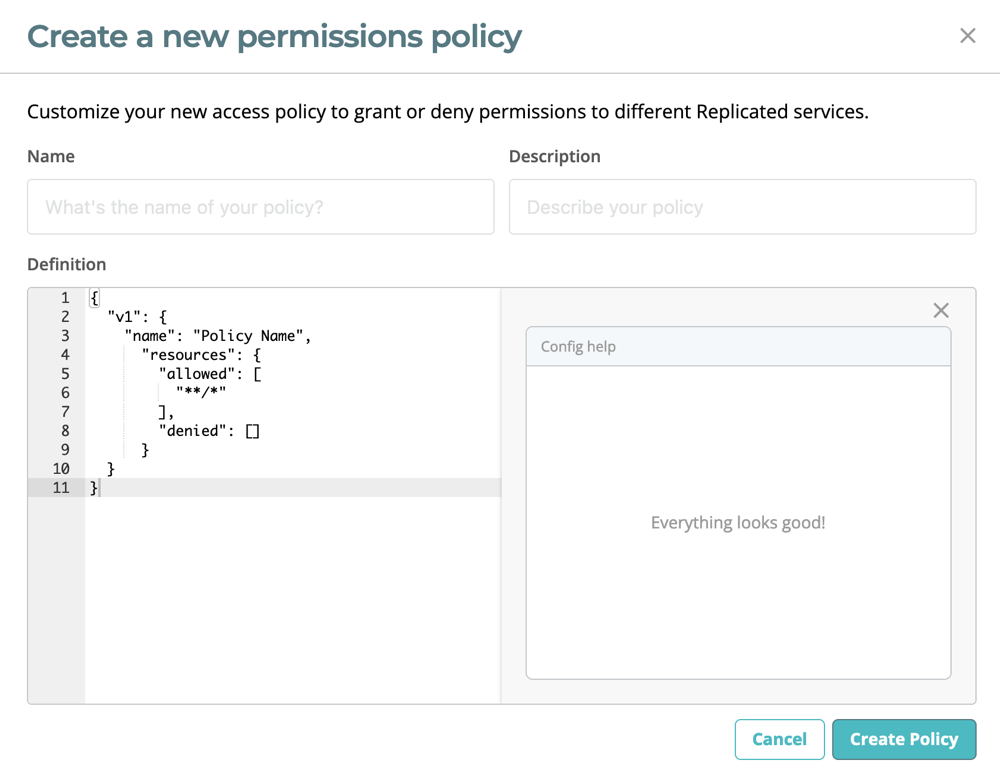 Create a new permissions policy
Customize your new access policy to grant or deny permissions to different Replicated services.
Name
Description
What's the name of your policy?
Describe your policy
Definition
1 {
2   "v1": {
3     "name": "Policy Name",
4       "resources": {
5         "allowed": [
6           "**/*"
7         ],
8         "denied": []
9       }
10   }
11 }
Config help
Everything looks good!
Cancel
Create Policy